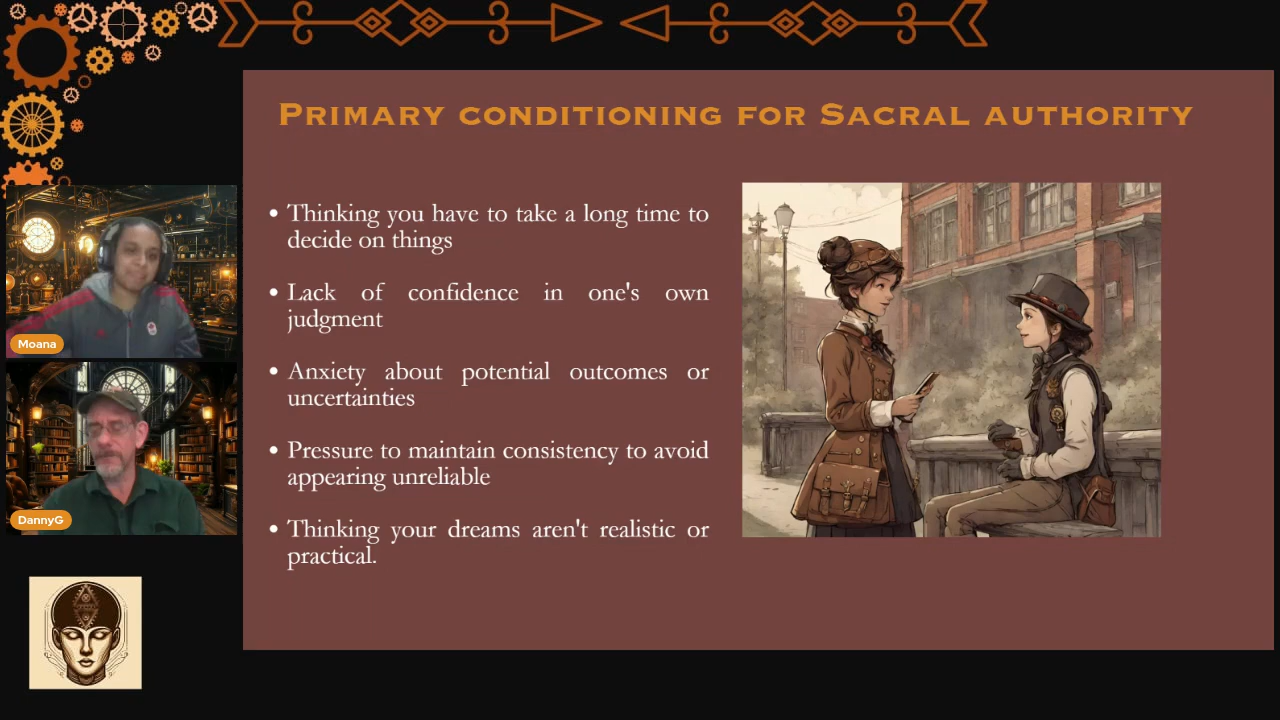 Primary conditioning for Sacral authority
• Thinking you have to take a long time to
decide on things
• Lack of confidence in one's own
judgment
• Anxiety about potential outcomes or
uncertainties
• Pressure to maintain consistency to avoid
appearing unreliable
• Thinking your dreams aren't realistic or
practical.
Moana
DannyG